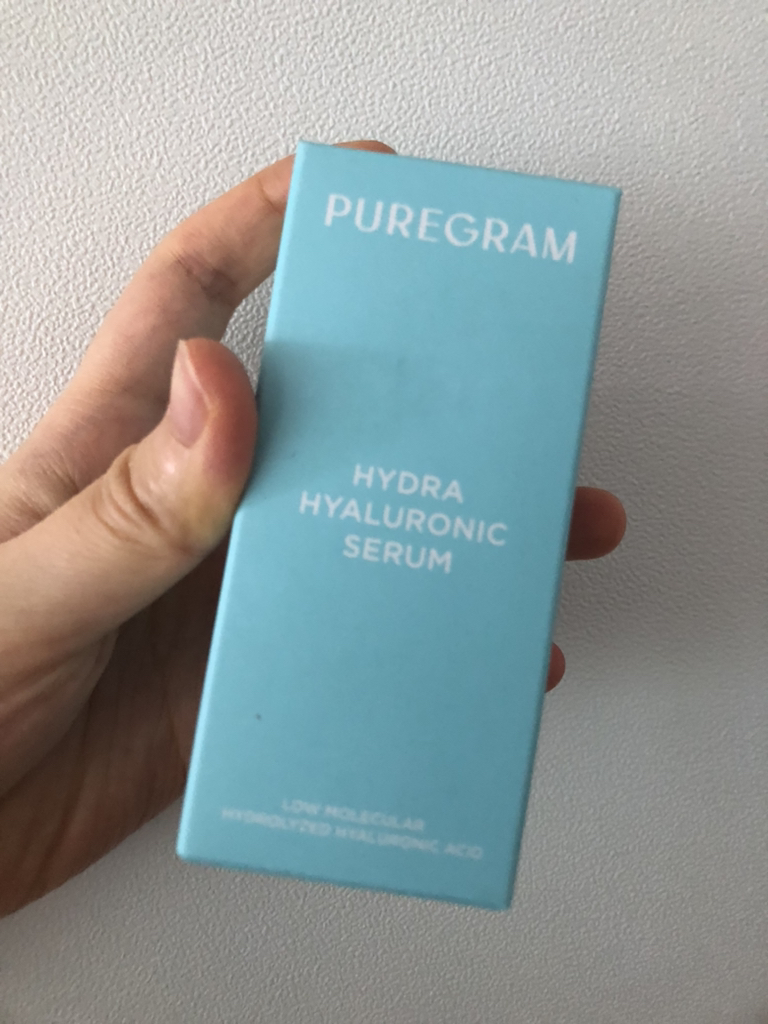 PUREGRAM
HYDRA
HYALURONIC
SERUM
LOW MOLECULAR
HYDROLYZED HYALURONIC ACID